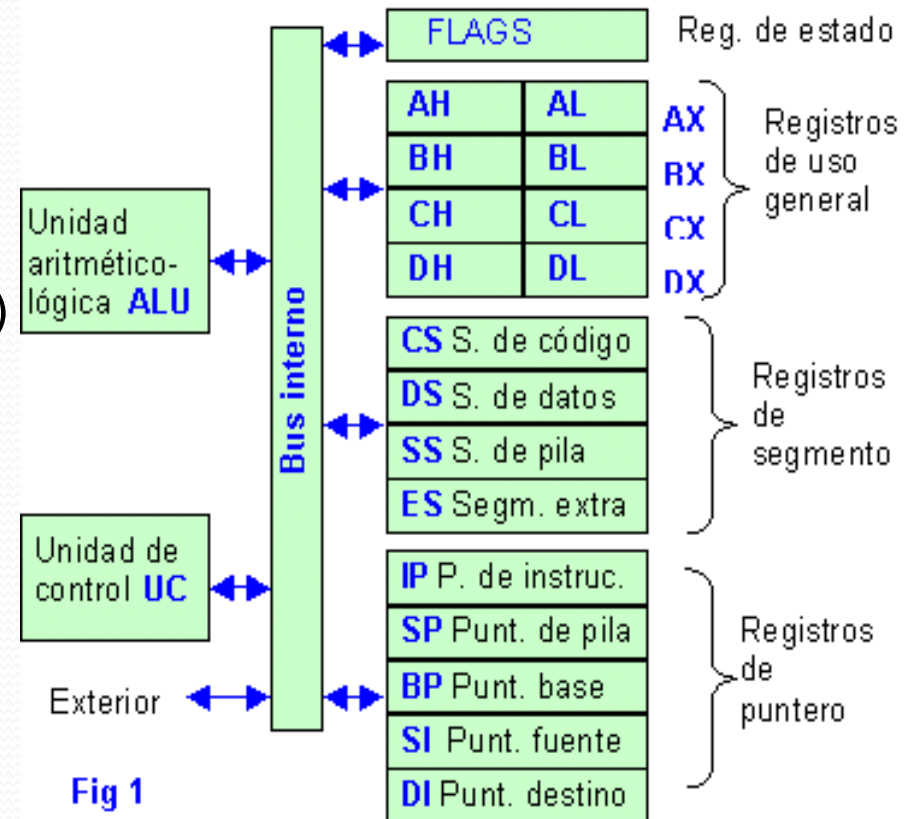 FLAGS
Reg. de estado
AH AL AX
BH BL BX
CH CL CX
DH DL DX
Registros
de uso
general
Unidad
aritmético-
lógica ALU
)
Bus interno
CS S. de código
DS S. de datos
SS S. de pila
ES Segm. extra
Registros
de
segmento
Unidad de
control UC
IP P. de instruc.
SP Punt. de pila
BP Punt. base
SI Punt. fuente
DI Punt. destino
Registros
de
puntero
Exterior
Fig 1